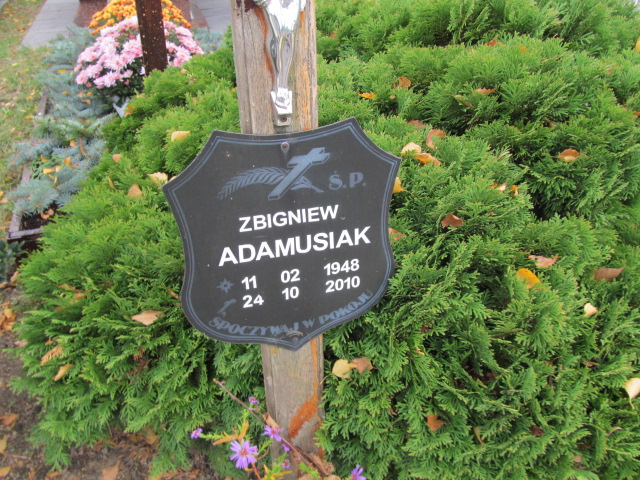 Ś.P.
ZBIGNIEW
ADAMUSIAK
11 02 1948
24 10 2010
SPOCZYWAJ W POKOJU